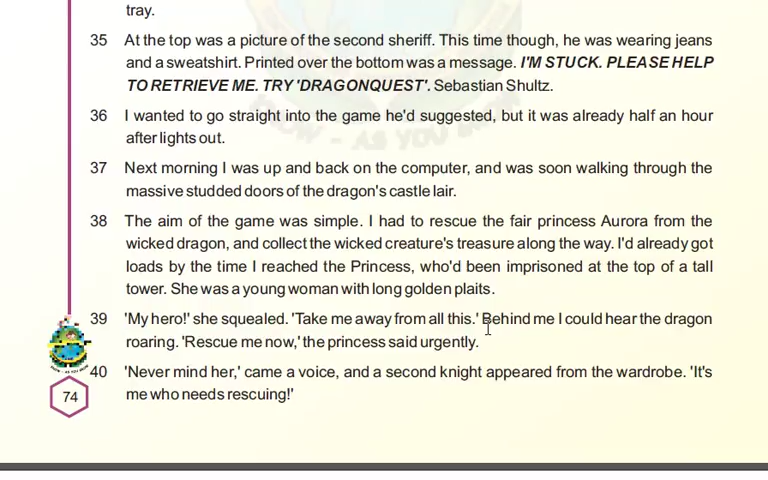 tray.
35 At the top was a picture of the second sheriff. This time though, he was wearing jeans
and a sweatshirt. Printed over the bottom was a message. I'M STUCK. PLEASE HELP
TO RETRIEVE ME. TRY 'DRAGONQUEST'. Sebastian Shultz.
36 I wanted to go straight into the game he'd suggested, but it was already half an hour
after lights out.
37 Next morning I was up and back on the computer, and was soon walking through the
massive studded doors of the dragon's castle lair.
38 The aim of the game was simple. I had to rescue the fair princess Aurora from the
wicked dragon, and collect the wicked creature's treasure along the way. I'd already got
loads by the time I reached the Princess, who'd been imprisoned at the top of a tall
tower. She was a young woman with long golden plaits.
39 'My hero!' she squealed. 'Take me away from all this.' Behind me I could hear the dragon
roaring. 'Rescue me now,' the princess said urgently.
40 'Never mind her,' came a voice, and a second knight appeared from the wardrobe. 'It's
me who needs rescuing!'
74